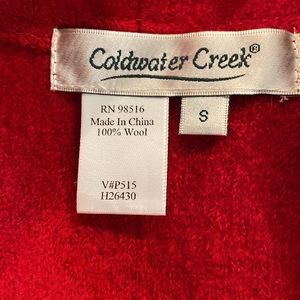 Coldwater Creek®
RN 98516
Made In China
100% Wool
S
V#P515
H26430